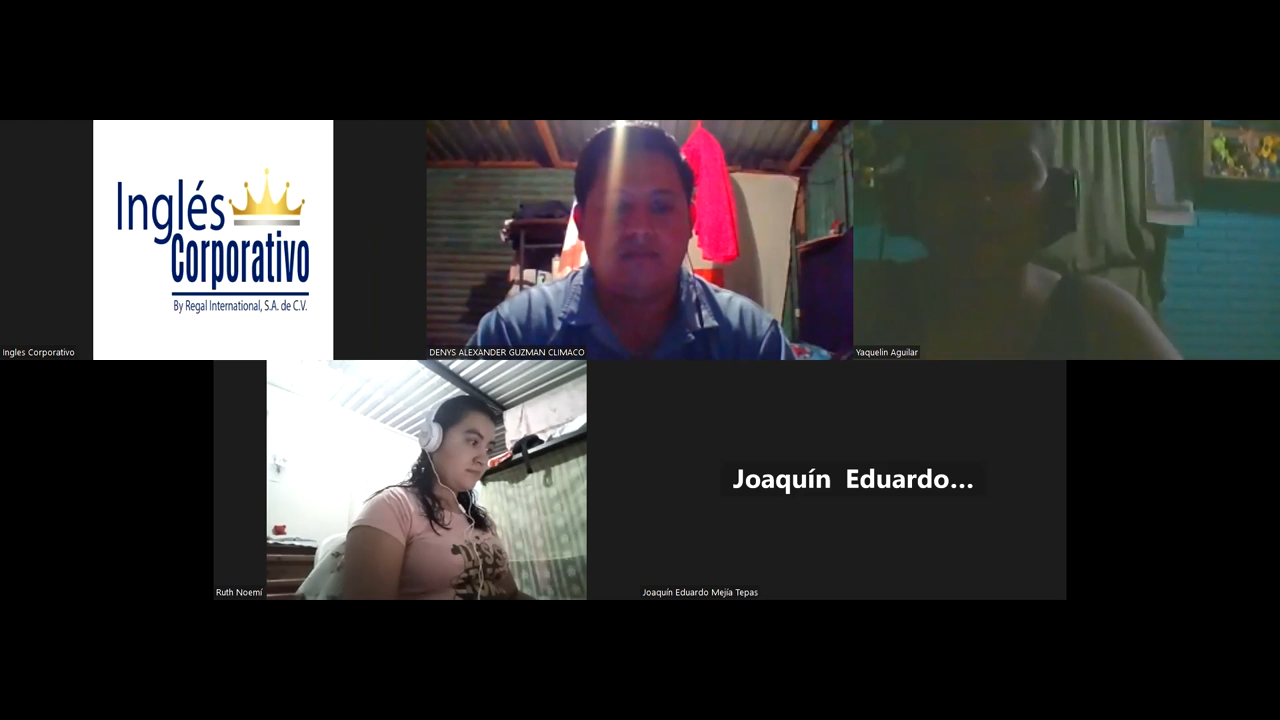 Inglés
Corporativo
By Regal International, S.A. de C.V.
Ingles Corporativo
DENYS ALEXANDER GUZMAN CLIMACO
Yaquelin Aguilar
Joaquín Eduardo...
Ruth Noemí
Joaquín Eduardo Mejía Tepas